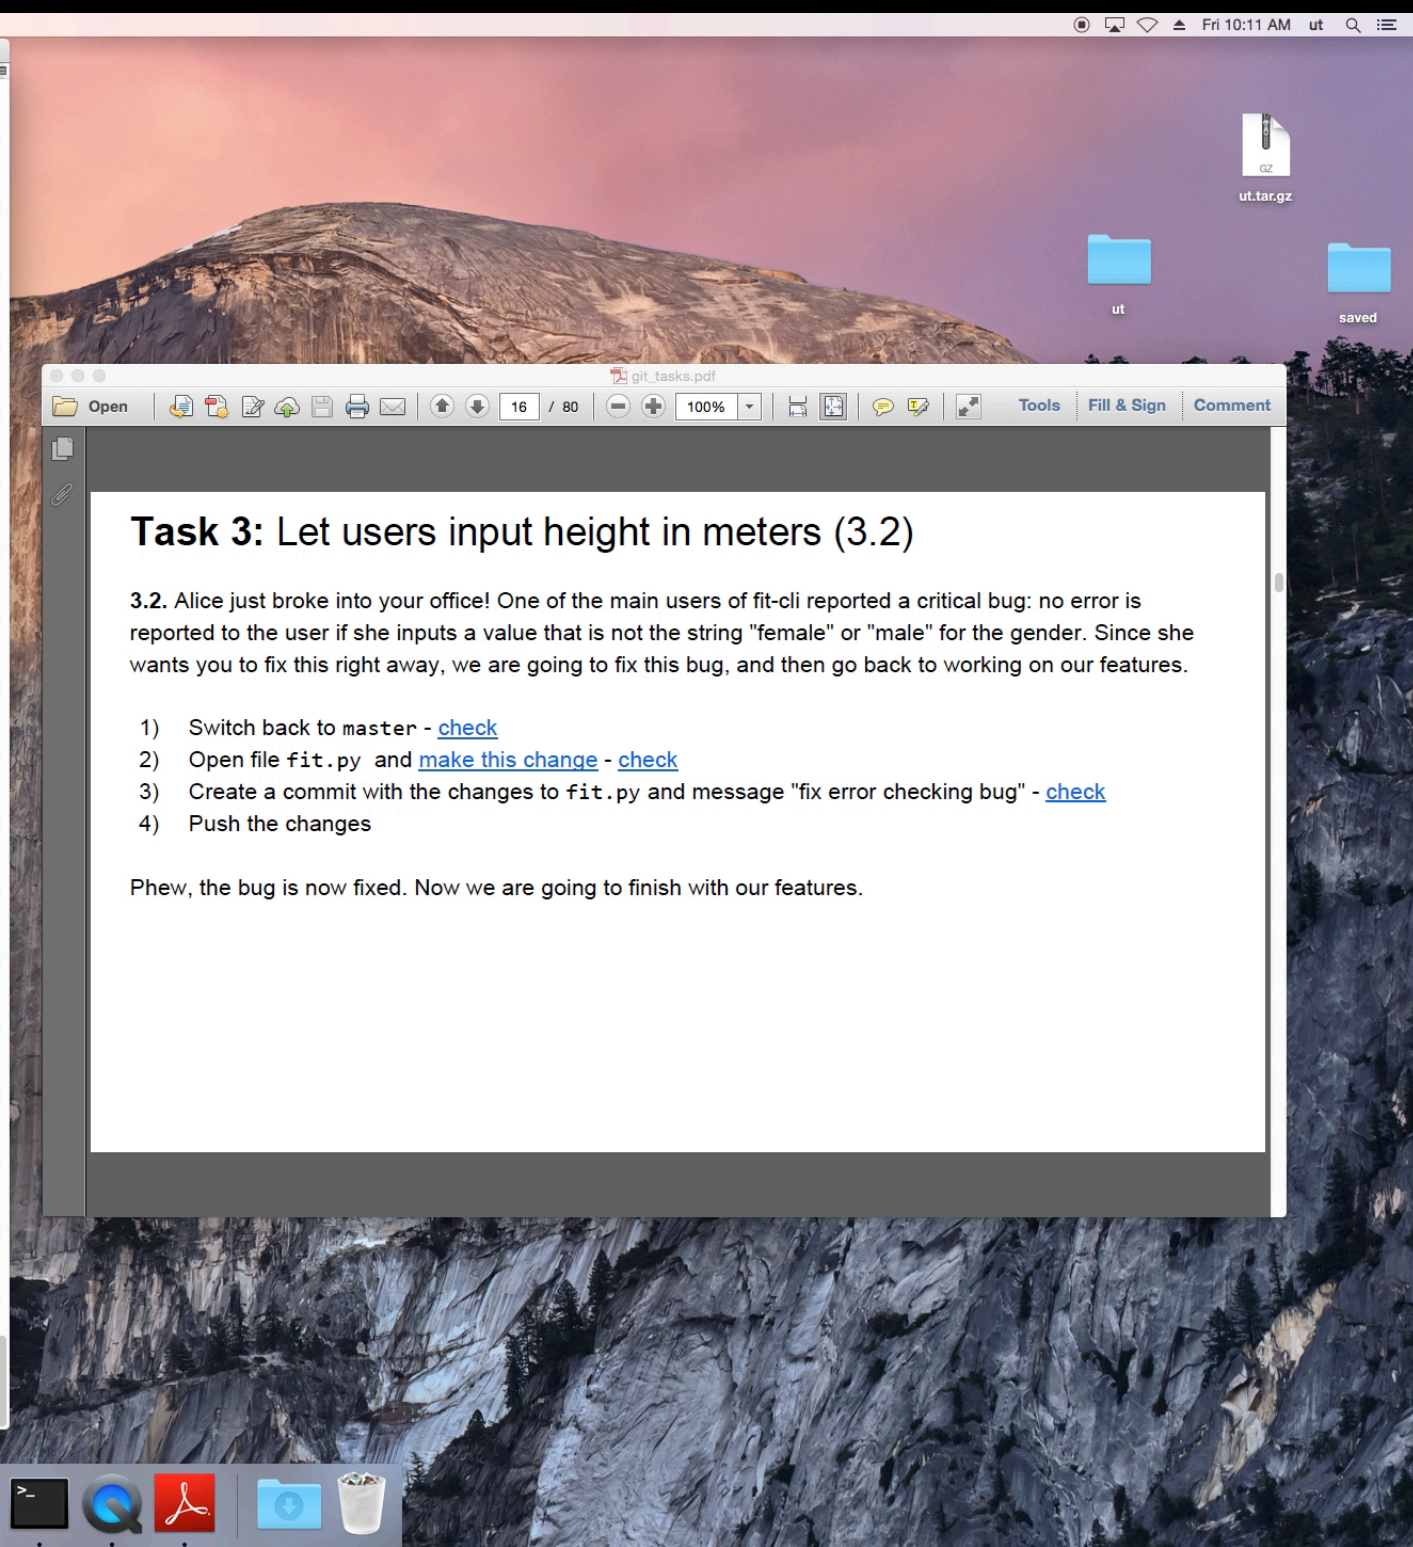 Fri 10:11 AM ut
GZ
ut.tar.gz
ut
saved
git_tasks.pdf
Open 16 / 80 100% Tools Fill & Sign Comment
Task 3: Let users input height in meters (3.2)
3.2. Alice just broke into your office! One of the main users of fit-cli reported a critical bug: no error is
reported to the user if she inputs a value that is not the string "female" or "male" for the gender. Since she
wants you to fix this right away, we are going to fix this bug, and then go back to working on our features.
1) Switch back to master - check
2) Open file fit.py and make this change - check
3) Create a commit with the changes to fit.py and message "fix error checking bug" - check
4) Push the changes
Phew, the bug is now fixed. Now we are going to finish with our features.
>_